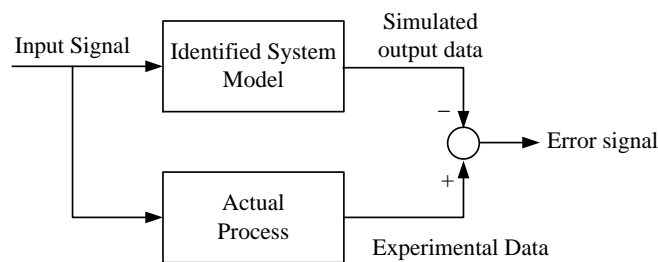 Input Signal
Identified System
Model
Simulated
output data
−
Error signal
+
Actual
Process
Experimental Data